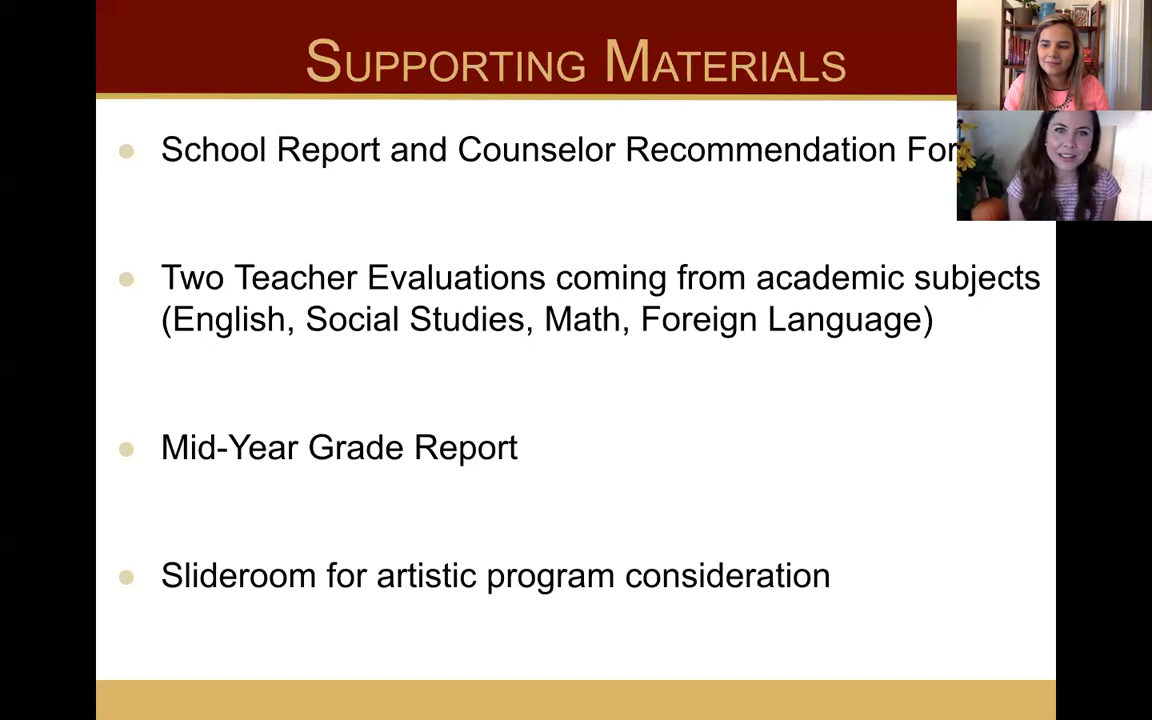 SUPPORTING MATERIALS
School Report and Counselor Recommendation For
Two Teacher Evaluations coming from academic subjects
(English, Social Studies, Math, Foreign Language)
Mid-Year Grade Report
Slideroom for artistic program consideration